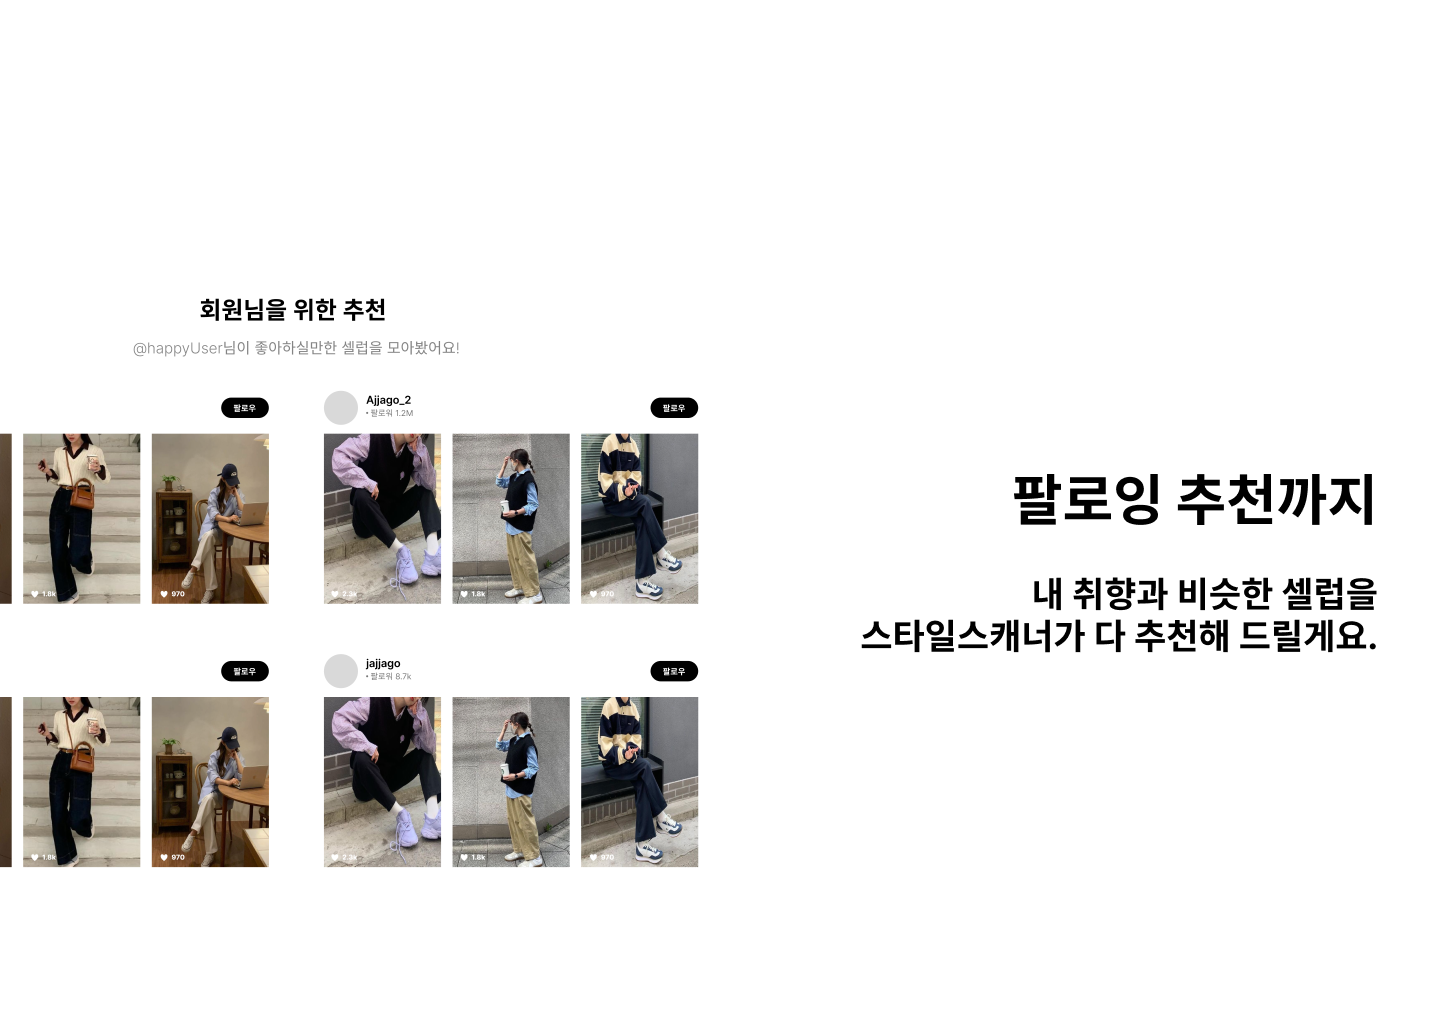 회원님을 위한 추천
@happyUser님이 좋아하실만한 셀럽을 모아봤어요!
팔로우
Ajjago_2
• 팔로워 1.2M
팔로우
1.8k
970
2.3k
1.8k
970
팔로우
jajjago
• 팔로워 8.7k
팔로우
1.8k
970
2.3k
1.8k
970
팔로잉 추천까지
내 취향과 비슷한 셀럽을
스타일스캐너가 다 추천해 드릴게요.